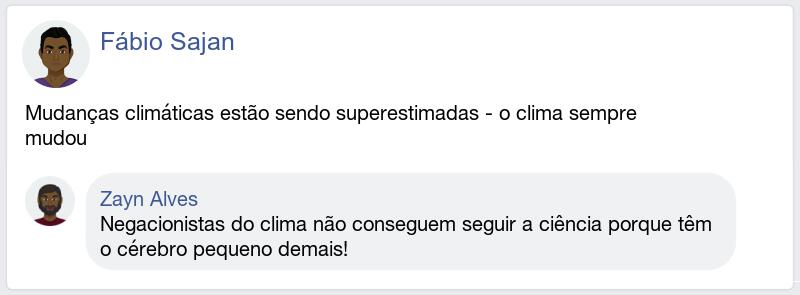 Fábio Sajan
Mudanças climáticas estão sendo superestimadas - o clima sempre
mudou
Zayn Alves
Negacionistas do clima não conseguem seguir a ciência porque têm
o cérebro pequeno demais!